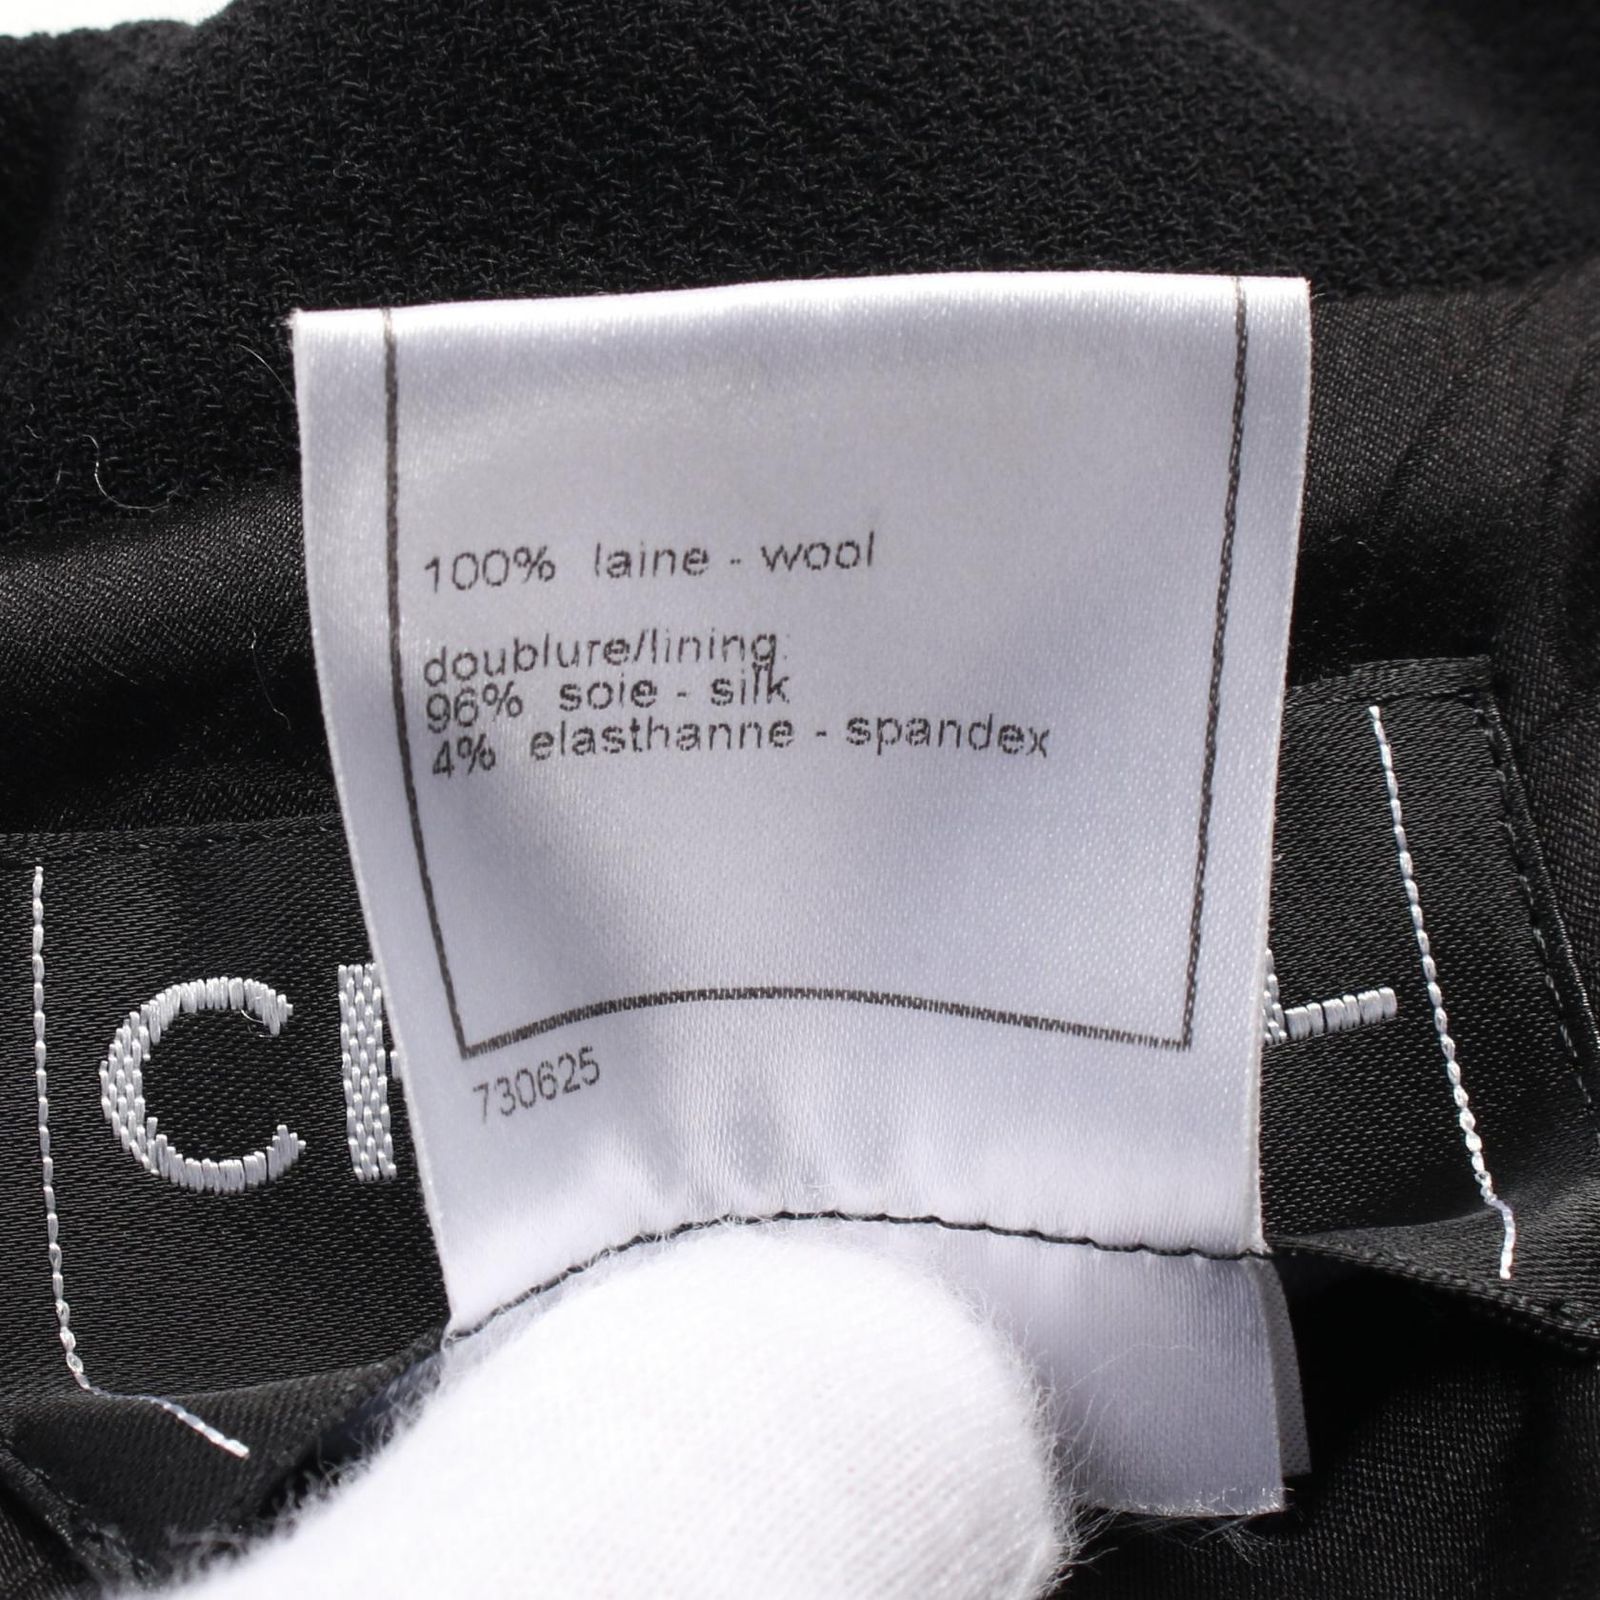 100% laine - wool
doublure/lining:
96% soie - silk
4% elasthanne - spandex
730625